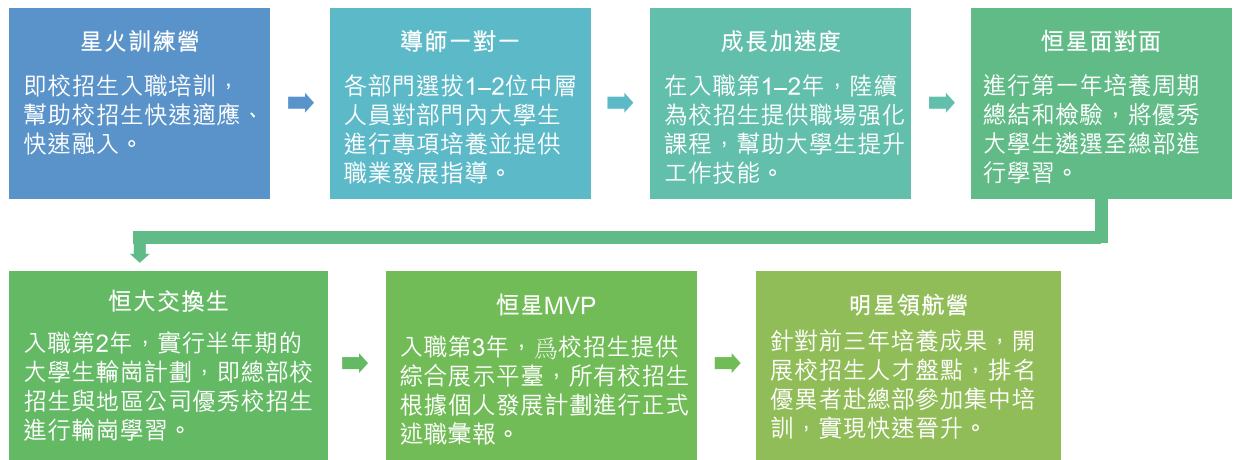 星火訓練營
即校招生入職培訓，
幫助校招生快速適應、
快速融入。
導師一對一
各部門選拔1–2位中層
人員對部門內大學生
進行專項培養並提供
職業發展指導。
成長加速度
在入職第1–2年，陸續
為校招生提供職場强化
課程，幫助大學生提升
工作技能。
恒星面對面
進行第一年培養周期
總結和檢驗，將優秀
大學生遴選至總部進
行學習。
恒大交換生
入職第2年，實行半年期的
大學生輪崗計劃，即總部校
招生與地區公司優秀校招生
進行輪崗學習。
恒星MVP
入職第3年，爲校招生提供
綜合展示平臺，所有校招生
根據個人發展計劃進行正式
述職彙報。
明星領航營
針對前三年培養成果，開
展校招生人才盤點，排名
優異者赴總部參加集中培
訓，實現快速晉升。